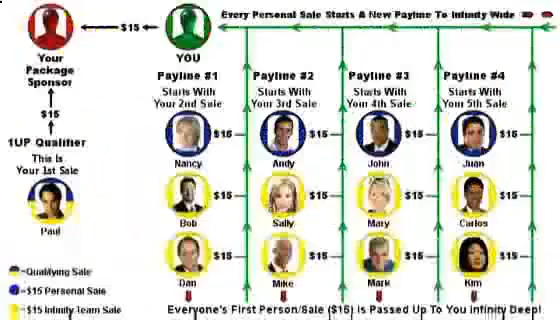 Every Personal Sale Starts A New Payline To Infinity Wide
$15
Your
Package
Sponsor
YOU
$15
1UP Qualifier
This Is
Your 1st Sale
Paul
Payline #1
Starts With
Your 2nd Sale
$15
Nancy
$15
Bob
$15
Dan
Payline #2
Starts With
Your 3rd Sale
$15
Andy
$15
Sally
$15
Mike
Payline #3
Starts With
Your 4th Sale
$15
John
$15
Mary
$15
Mark
Payline #4
Starts With
Your 5th Sale
$15
Juan
$15
Carlos
$15
Kim
=Qualifying Sale
=$15 Personal Sale
=$15 Infinity Team Sale
Everyone's First Person/Sale ($15) Is Passed Up To You Infinity Deep!